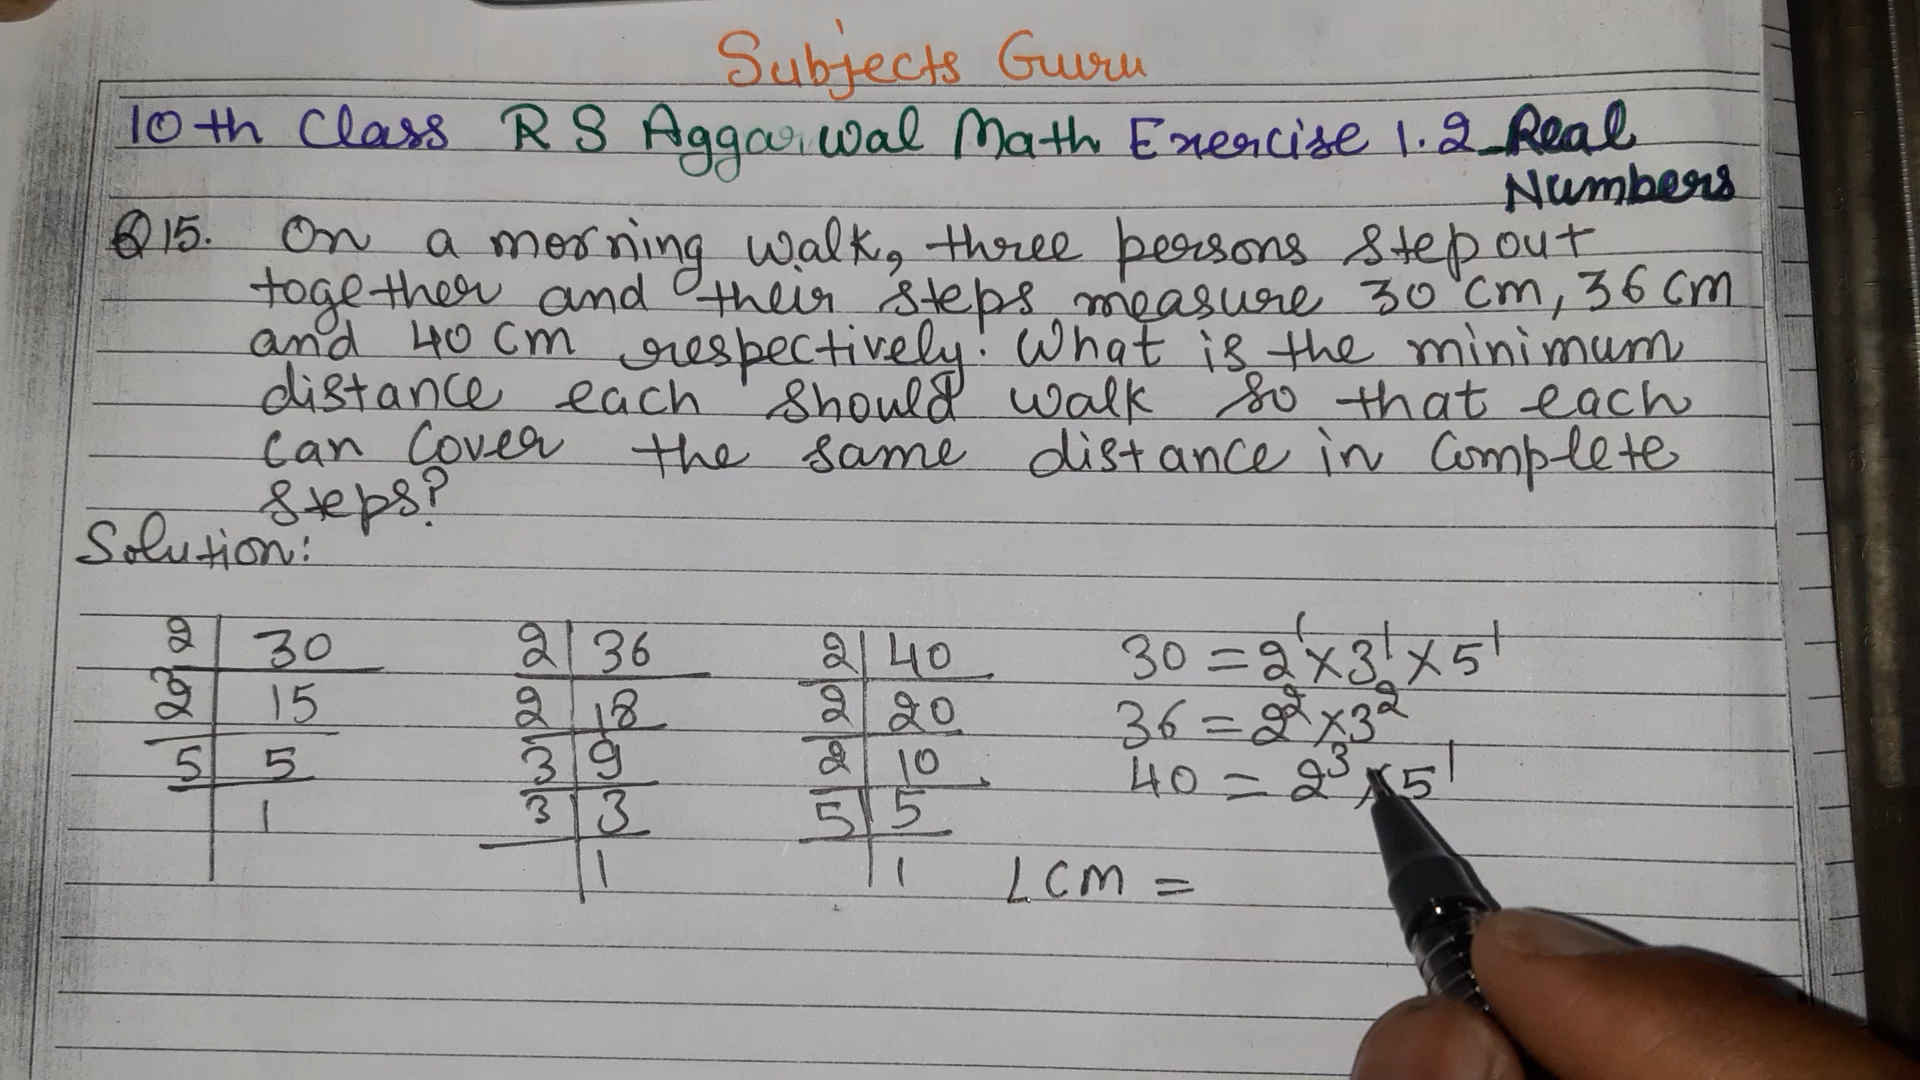 Subjects Guru
10th Class R S Aggarwal Math Exercise 1.2 Real
Numbers
Q15. On a morning walk, three persons step out
together and their steps measure 30 cm, 36 cm
and 40 cm respectively. What is the minimum
distance each should walk so that each
can cover the same distance in complete
steps?
Solution:
2 | 30
3 | 15
5 | 5
1
2 | 36
2 | 18
3 | 9
3 | 3
1
2 | 40
2 | 20
2 | 10
5 | 5
1
30 = 2¹ × 3¹ × 5¹
36 = 2² × 3²
40 = 2³ × 5¹
LCM =